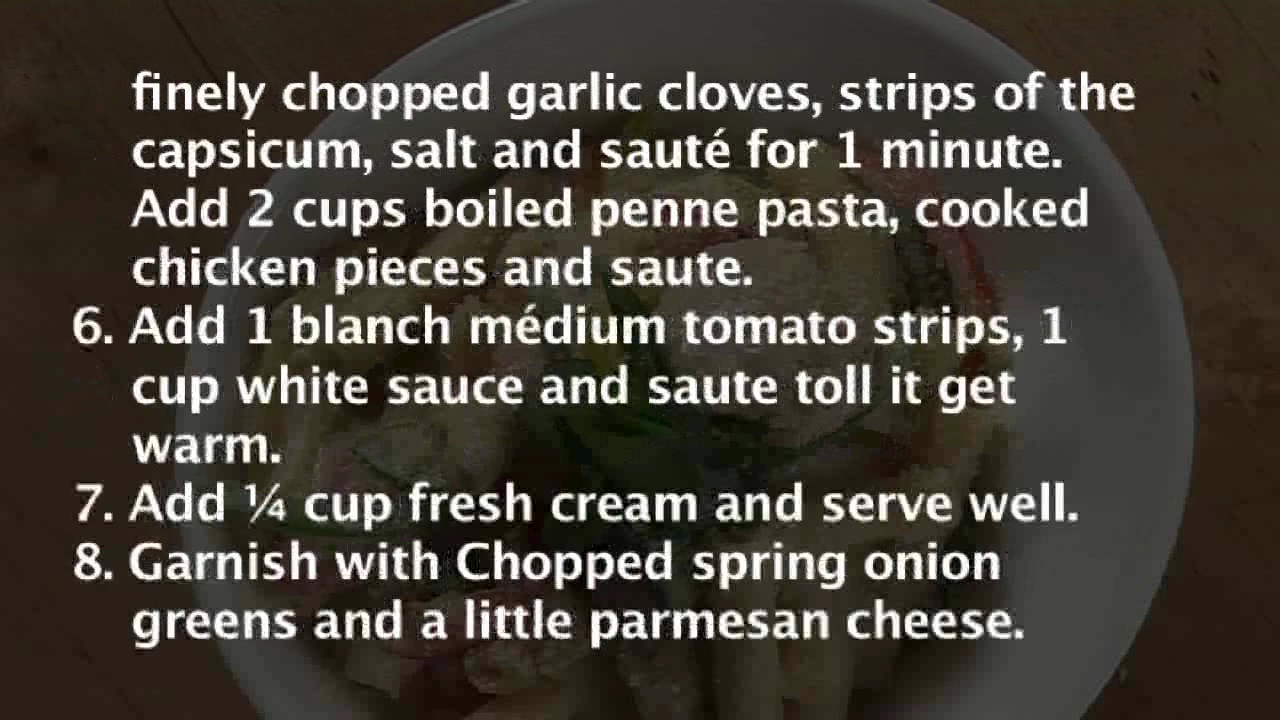 finely chopped garlic cloves, strips of the
capsicum, salt and sauté for 1 minute.
Add 2 cups boiled penne pasta, cooked
chicken pieces and saute.
6. Add 1 blanch médium tomato strips, 1
cup white sauce and saute toll it get
warm.
7. Add ¼ cup fresh cream and serve well.
8. Garnish with Chopped spring onion
greens and a little parmesan cheese.